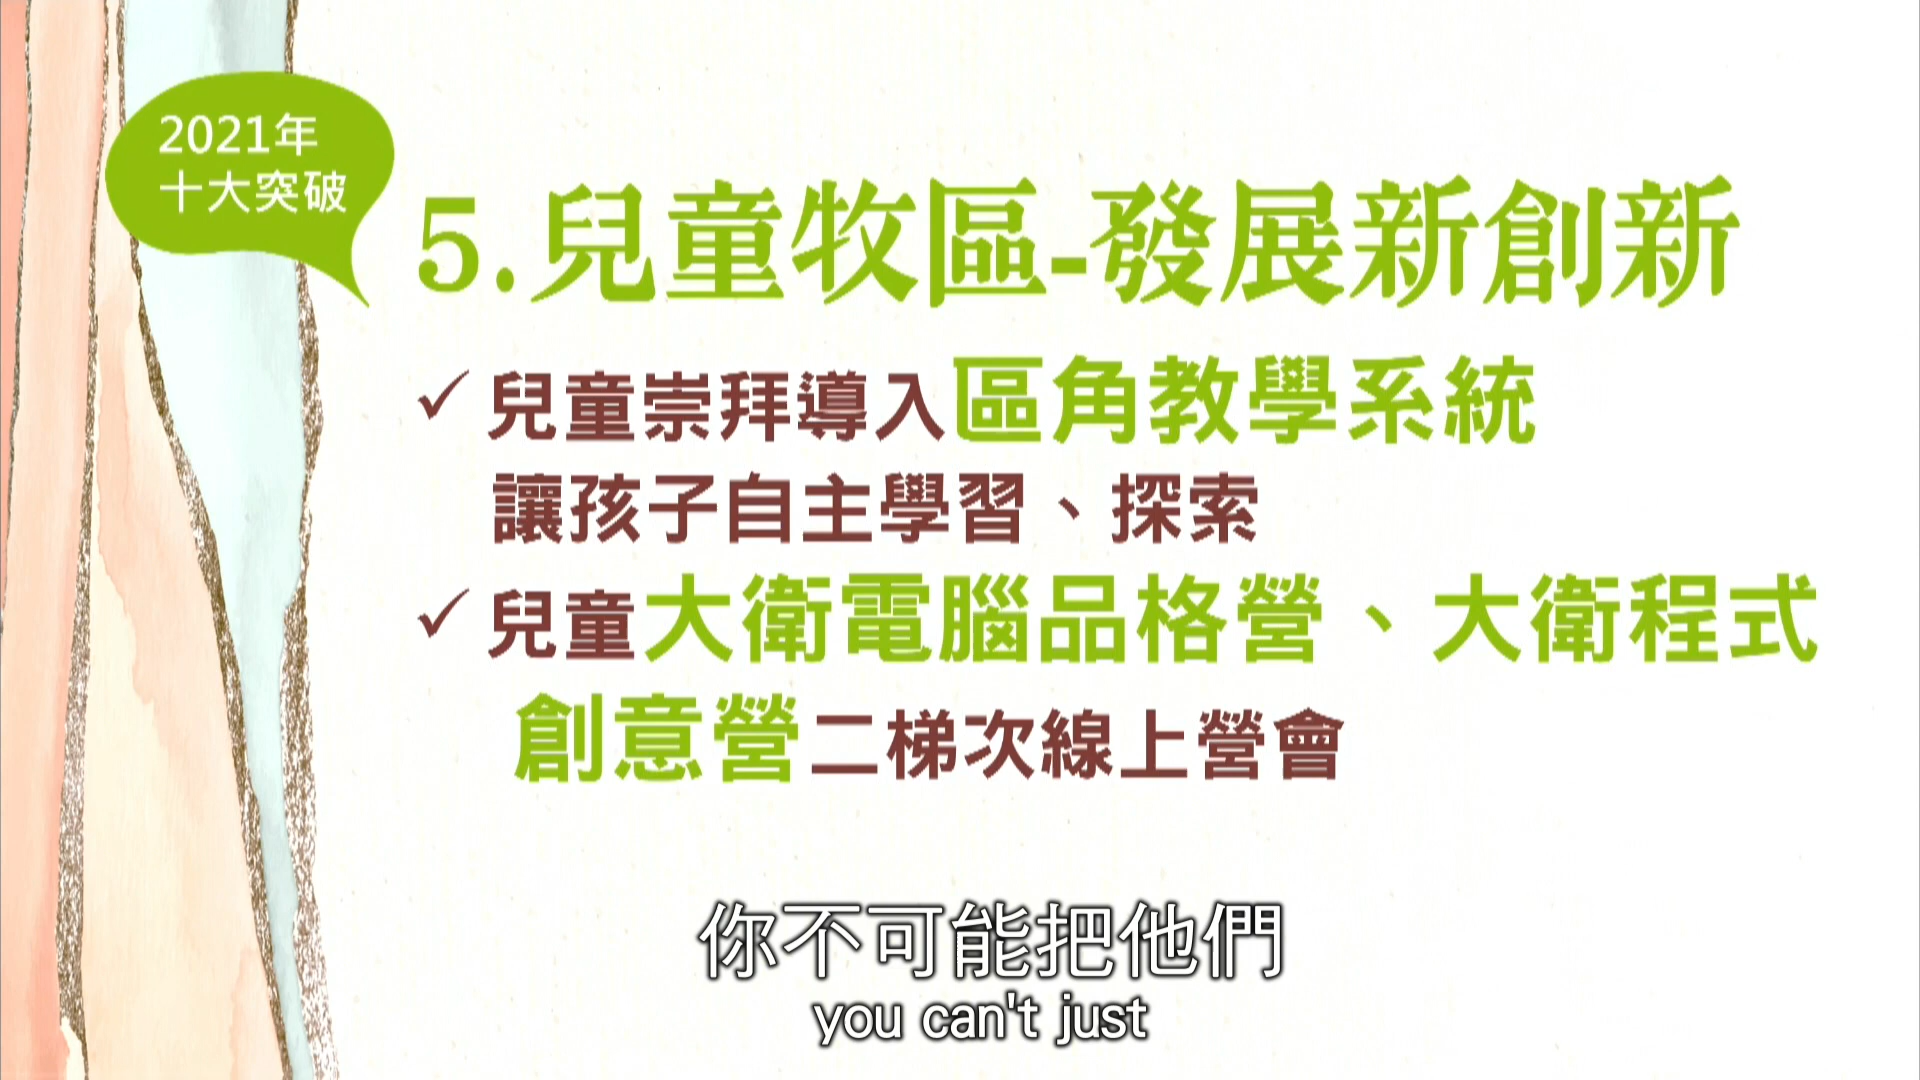 2021年
十大突破
5.兒童牧區-發展新創新
✓ 兒童崇拜導入區角教學系統
讓孩子自主學習、探索
✓ 兒童大衛電腦品格營、大衛程式
創意營二梯次線上營會
你不可能把他們
you can't just